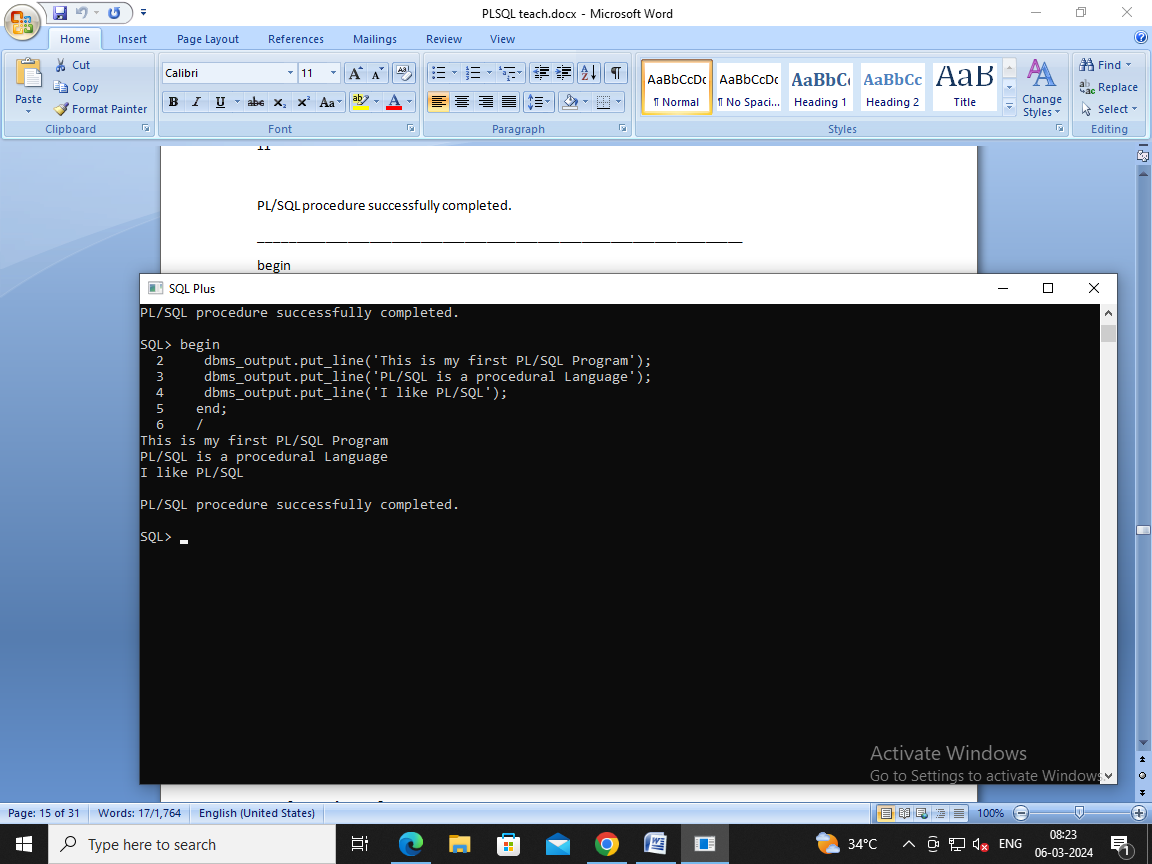 PLSQL teach.docx - Microsoft Word
Home
Insert
Page Layout
References
Mailings
Review
View
Paste
Cut
Copy
Format Painter
Clipboard
Calibri
11
Font
Paragraph
AaBbCcDc
¶ Normal
AaBbCcDc
¶ No Spaci...
AaBbC
Heading 1
AaBbCc
Heading 2
AaB
Title
Change
Styles
Styles
Find
Replace
Select
Editing
PL/SQL procedure successfully completed.
begin
SQL Plus
PL/SQL procedure successfully completed.
SQL> begin
2 dbms_output.put_line('This is my first PL/SQL Program');
3 dbms_output.put_line('PL/SQL is a procedural Language');
4 dbms_output.put_line('I like PL/SQL');
5 end;
6 /
This is my first PL/SQL Program
PL/SQL is a procedural Language
I like PL/SQL
PL/SQL procedure successfully completed.
SQL> _
Activate Windows
Go to Settings to activate Windows.
Page: 15 of 31
Words: 17/1,764
English (United States)
100%
Type here to search
34°C
ENG
08:23
06-03-2024
1